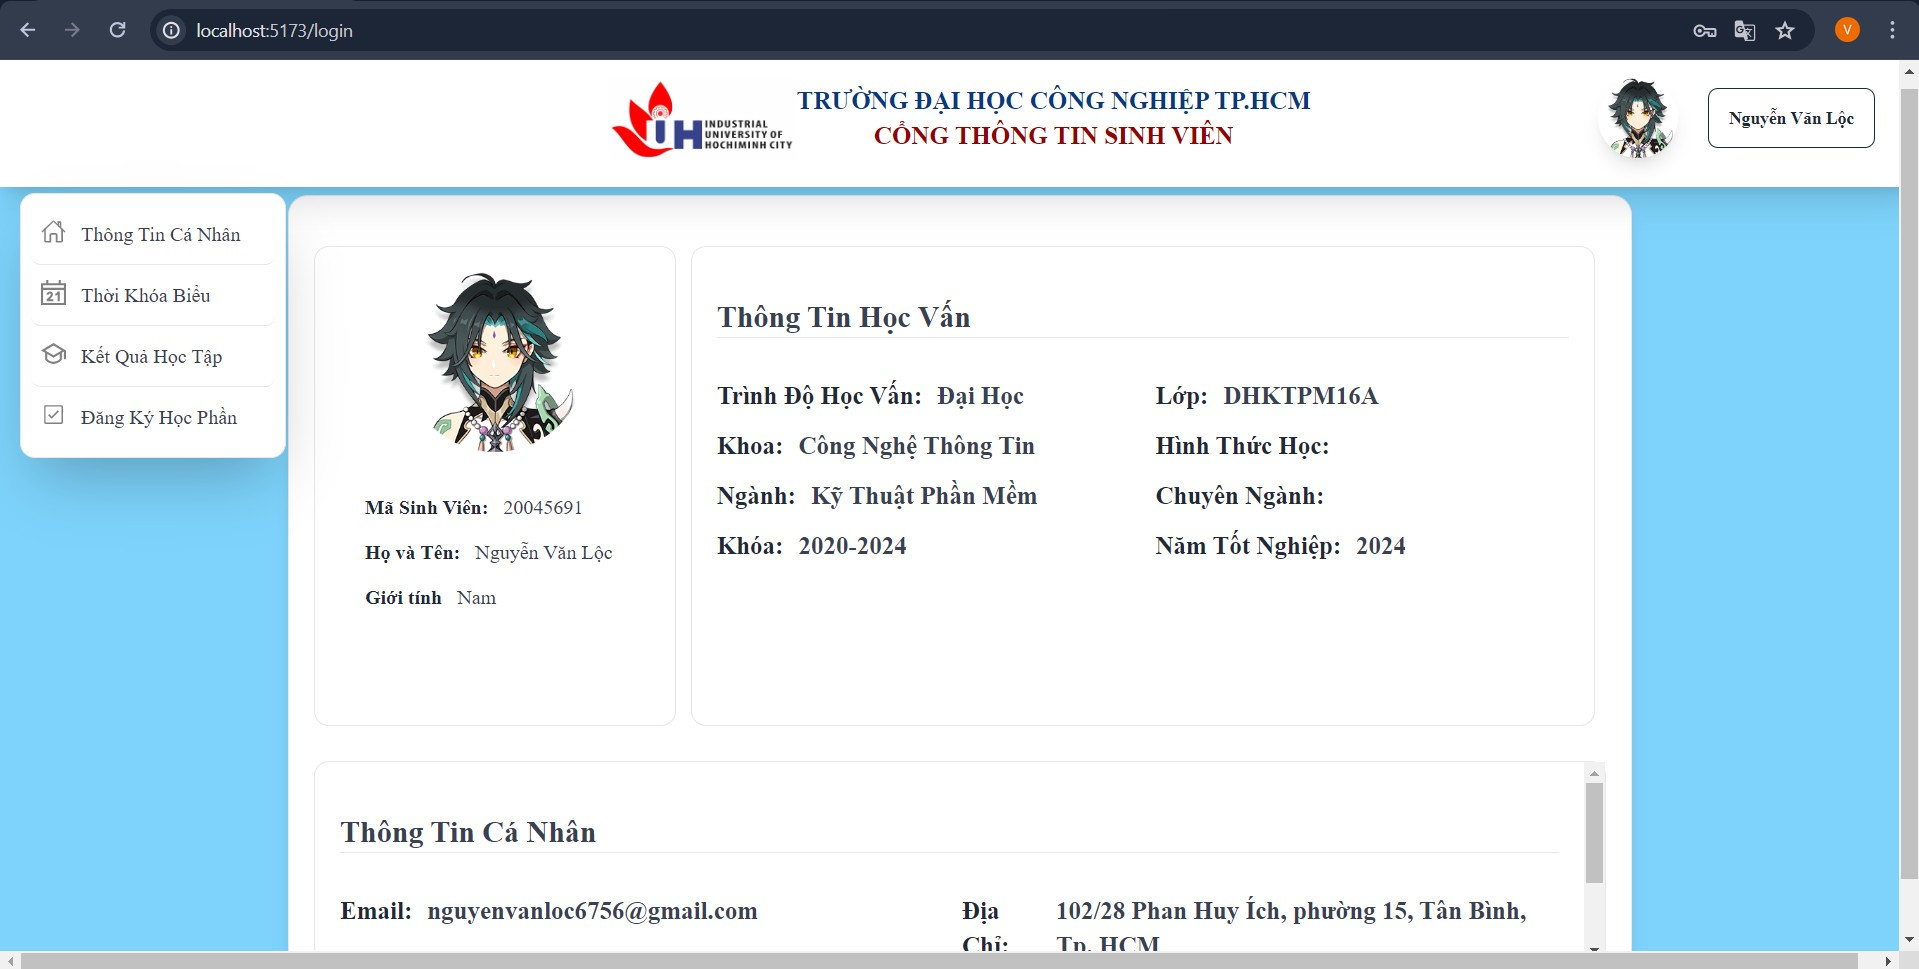 localhost:5173/login
V
INDUSTRIAL
UNIVERSITY OF
HOCHIMINH CITY
TRƯỜNG ĐẠI HỌC CÔNG NGHIỆP TP.HCM
CỔNG THÔNG TIN SINH VIÊN
Nguyễn Văn Lộc
Thông Tin Cá Nhân
21 Thời Khóa Biểu
Kết Quả Học Tập
Đăng Ký Học Phần
Mã Sinh Viên: 20045691
Họ và Tên: Nguyễn Văn Lộc
Giới tính Nam
Thông Tin Học Vấn
Trình Độ Học Vấn: Đại Học
Lớp: DHKTPM16A
Khoa: Công Nghệ Thông Tin
Hình Thức Học:
Ngành: Kỹ Thuật Phần Mềm
Chuyên Ngành:
Khóa: 2020-2024
Năm Tốt Nghiệp: 2024
Thông Tin Cá Nhân
Email: nguyenvanloc6756@gmail.com
Địa Chỉ: 102/28 Phan Huy Ích, phường 15, Tân Bình,
Tp. HCM